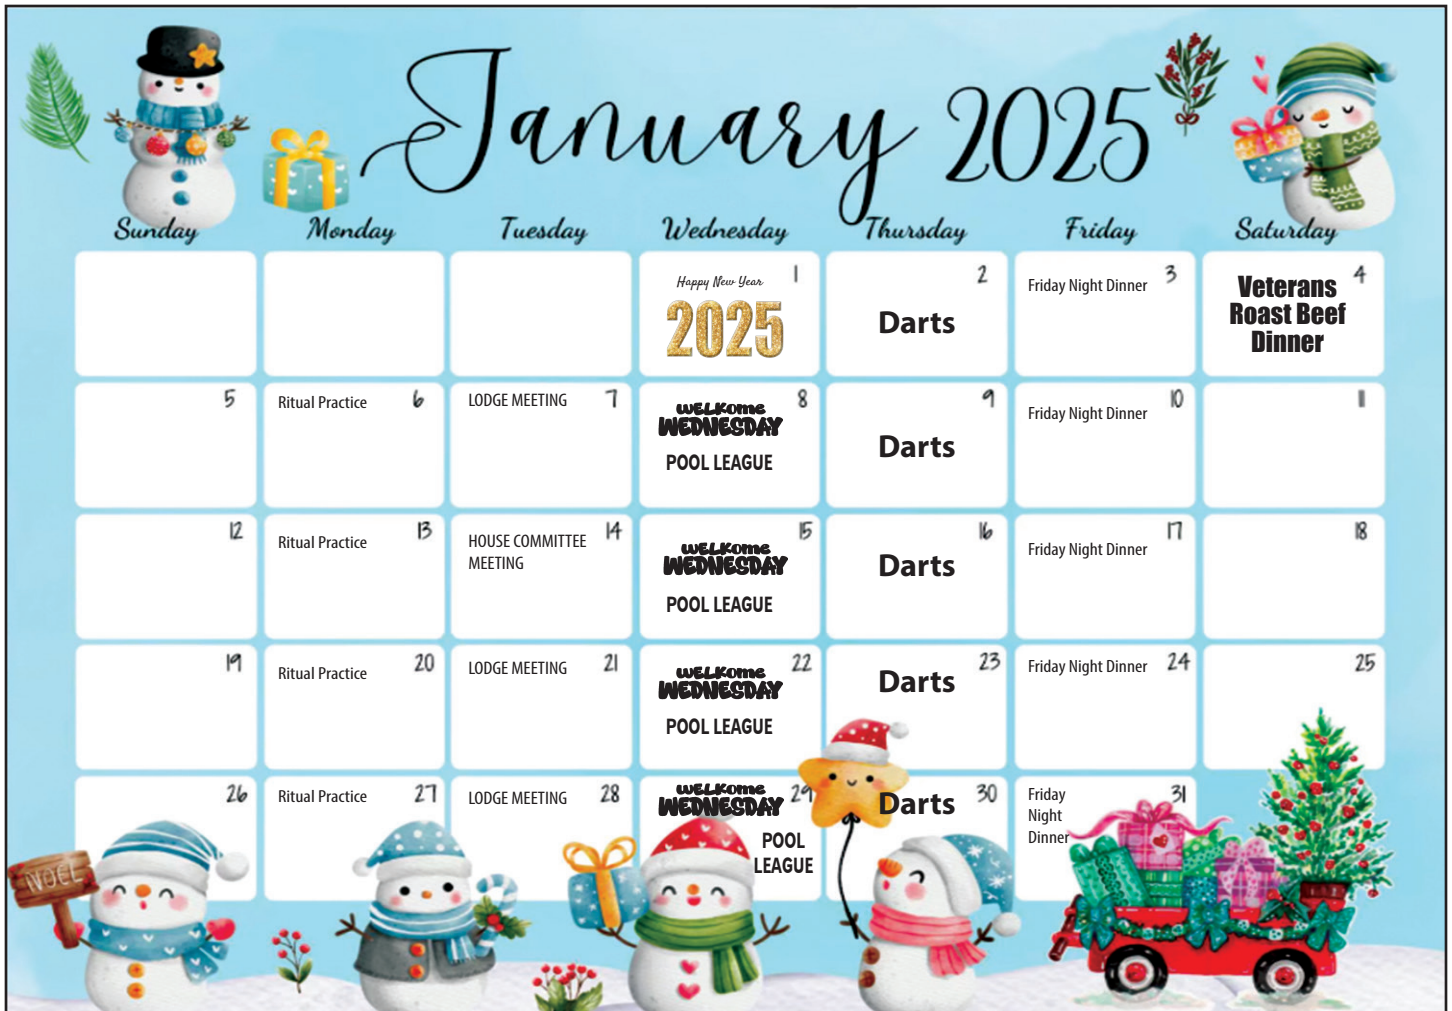 January 2025
Sunday Monday Tuesday Wednesday Thursday Friday Saturday
1
Happy New Year
2025
2
Darts
3
Friday Night Dinner
4
Veterans
Roast Beef
Dinner
5
6
Ritual Practice
7
LODGE MEETING
8
WELKome
WEDNESDAY
POOL LEAGUE
9
Darts
10
Friday Night Dinner
11
12
13
Ritual Practice
14
HOUSE COMMITTEE
MEETING
15
WELKome
WEDNESDAY
POOL LEAGUE
16
Darts
17
Friday Night Dinner
18
19
20
Ritual Practice
21
LODGE MEETING
22
WELKome
WEDNESDAY
POOL LEAGUE
23
Darts
24
Friday Night Dinner
25
26
27
Ritual Practice
28
LODGE MEETING
29
WELKome
WEDNESDAY
POOL
LEAGUE
30
Darts
31
Friday
Night
Dinner
NOEL